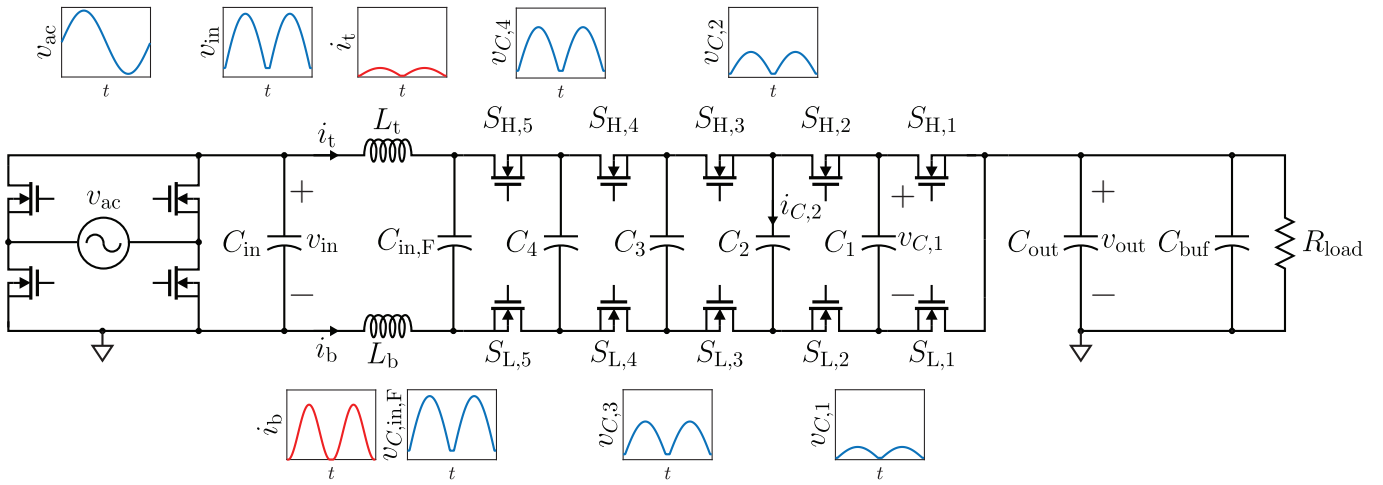 v_ac
t
v_in
t
i_t
t
v_C,4
t
v_C,2
t
S_H,5
S_H,4
S_H,3
S_H,2
S_H,1
i_t
L_t
v_ac
+
+
+
i_C,2
C_in
v_in
C_in,F
C_4
C_3
C_2
C_1
v_C,1
C_out
v_out
C_buf
R_load
−
−
−
i_b
L_b
S_L,5
S_L,4
S_L,3
S_L,2
S_L,1
i_b
t
v_C,in,F
t
v_C,3
t
v_C,1
t